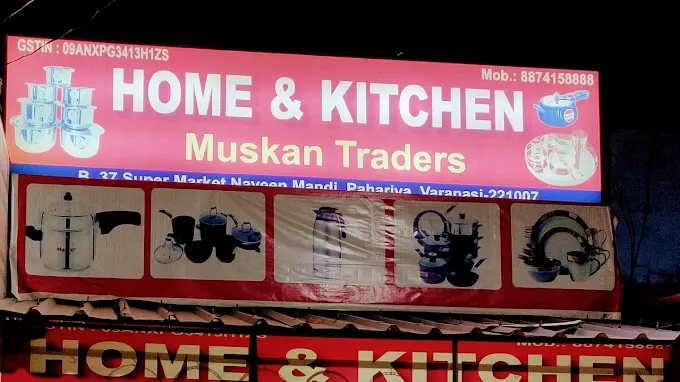 GSTIN : 09ANXPG3413H1ZS
Mob.: 8874158888
HOME & KITCHEN
Muskan Traders
B. 37 Super Market Naveen Mandi, Pahariya, Varanasi-221007
HOME & KITCHEN